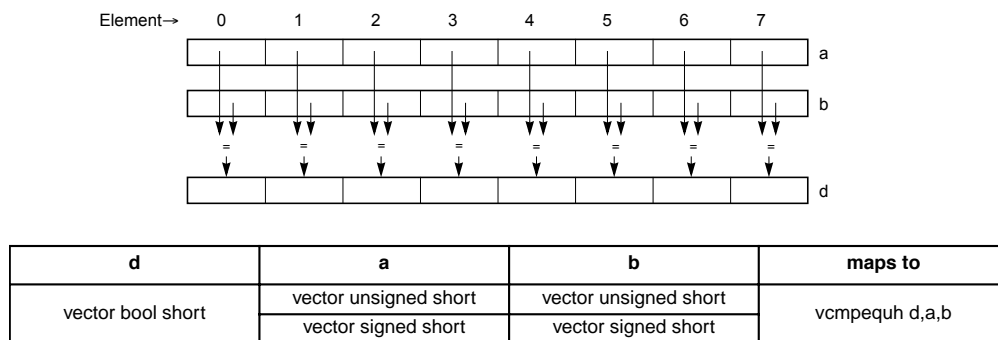 Element→ 0 1 2 3 4 5 6 7
a
b
= = = = = = = =
d
d a b maps to
vector bool short vector unsigned short vector unsigned short vcmpequh d,a,b
vector signed short vector signed short